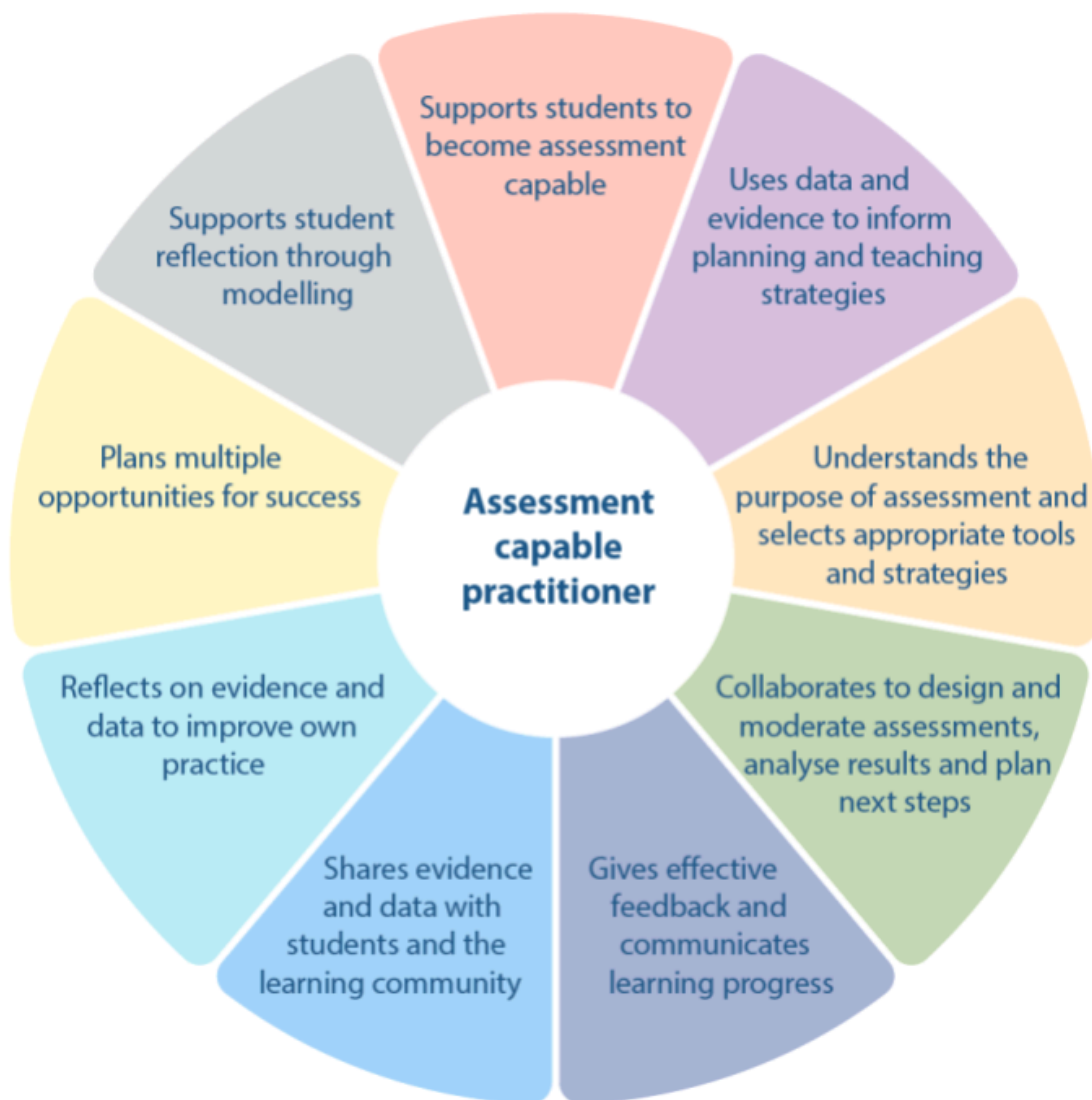 Supports students to
become assessment
capable
Uses data and
evidence to inform
planning and teaching
strategies
Understands the
purpose of assessment and
selects appropriate tools
and strategies
Collaborates to design and
moderate assessments,
analyse results and plan
next steps
Gives effective
feedback and
communicates
learning progress
Shares evidence
and data with
students and the
learning community
Reflects on evidence and
data to improve own
practice
Plans multiple
opportunities for success
Supports student
reflection through
modelling
Assessment
capable
practitioner